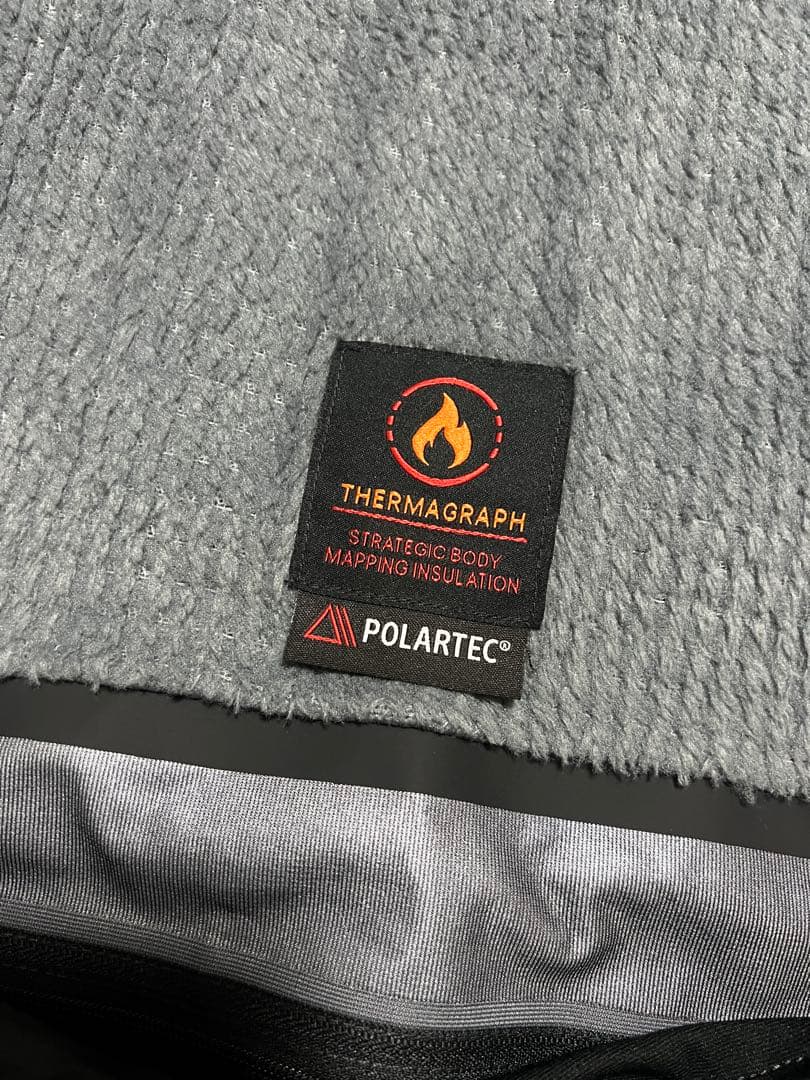 THERMAGRAPH
STRATEGIC BODY
MAPPING INSULATION
POLARTEC®